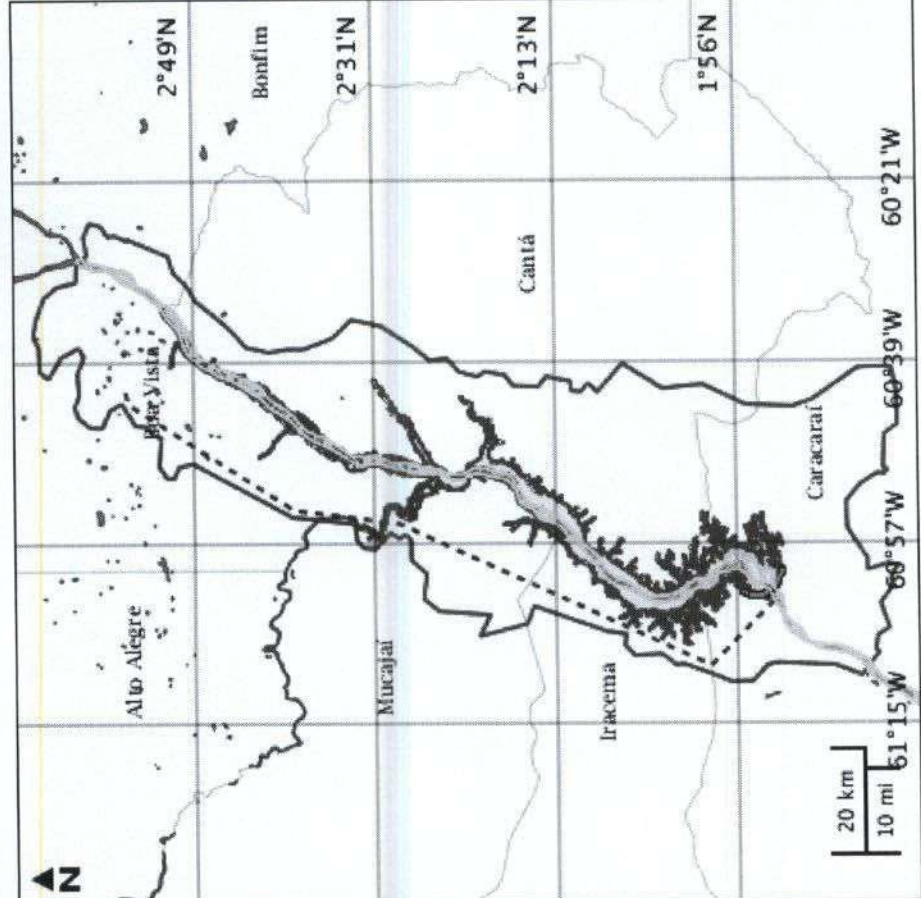 N
2°49'N
Bonfim
Boa Vista
Alto Alegre
2°31'N
Cantá
Mucajaí
2°13'N
Iracema
1°56'N
Caracaraí
20 km
10 mi
61°15'W
60°57'W
60°39'W
60°21'W